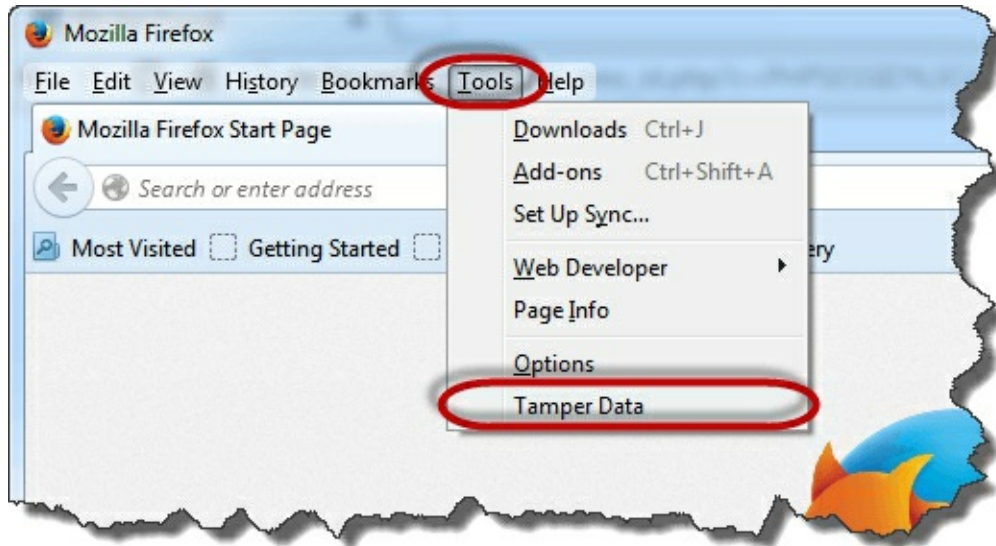 Mozilla Firefox
File Edit View History Bookmarks Tools Help
Mozilla Firefox Start Page
Search or enter address
Most Visited Getting Started
Downloads Ctrl+J
Add-ons Ctrl+Shift+A
Set Up Sync...
Web Developer
Page Info
Options
Tamper Data